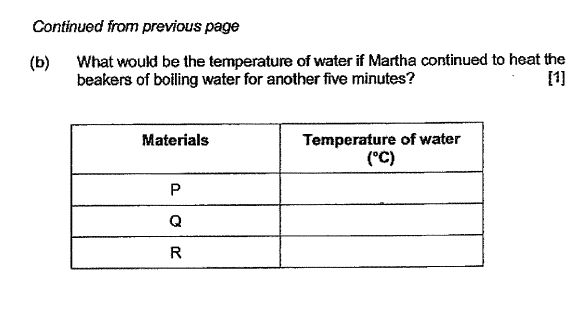 Continued from previous page
(b) What would be the temperature of water if Martha continued to heat the
beakers of boiling water for another five minutes? [1]
Materials Temperature of water
(°C)
P
Q
R